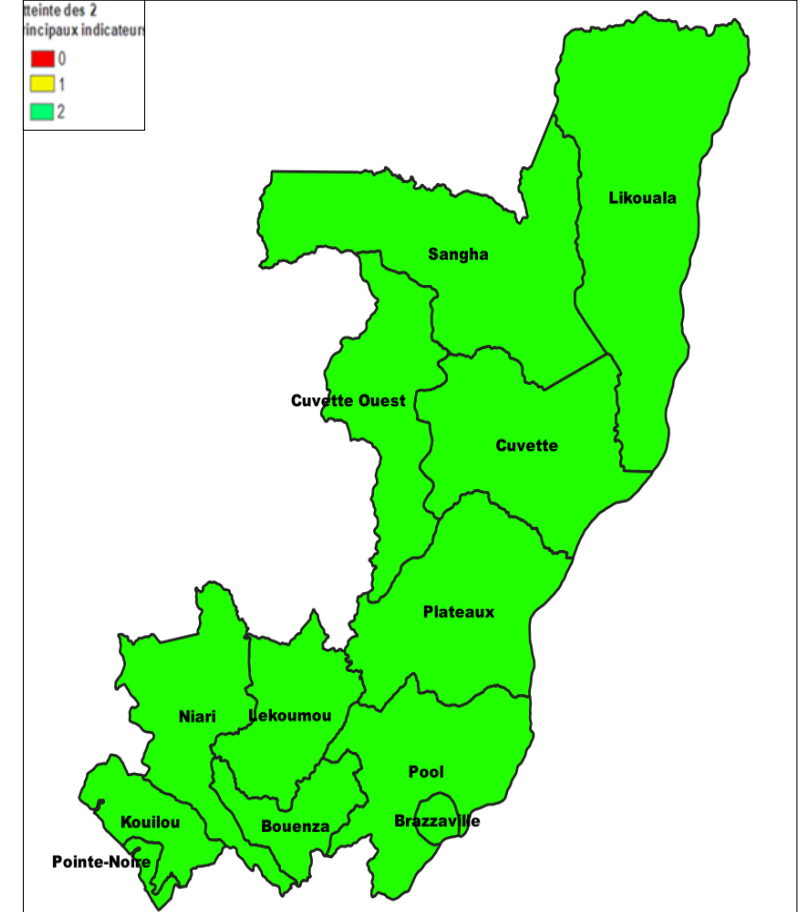 tteinte des 2
rincipaux indicateurs
0
1
2
Likouala
Sangha
Cuvette Ouest
Cuvette
Plateaux
Niari
Lekoumou
Pool
Kouilou
Bouenza
Brazzaville
Pointe-Noire